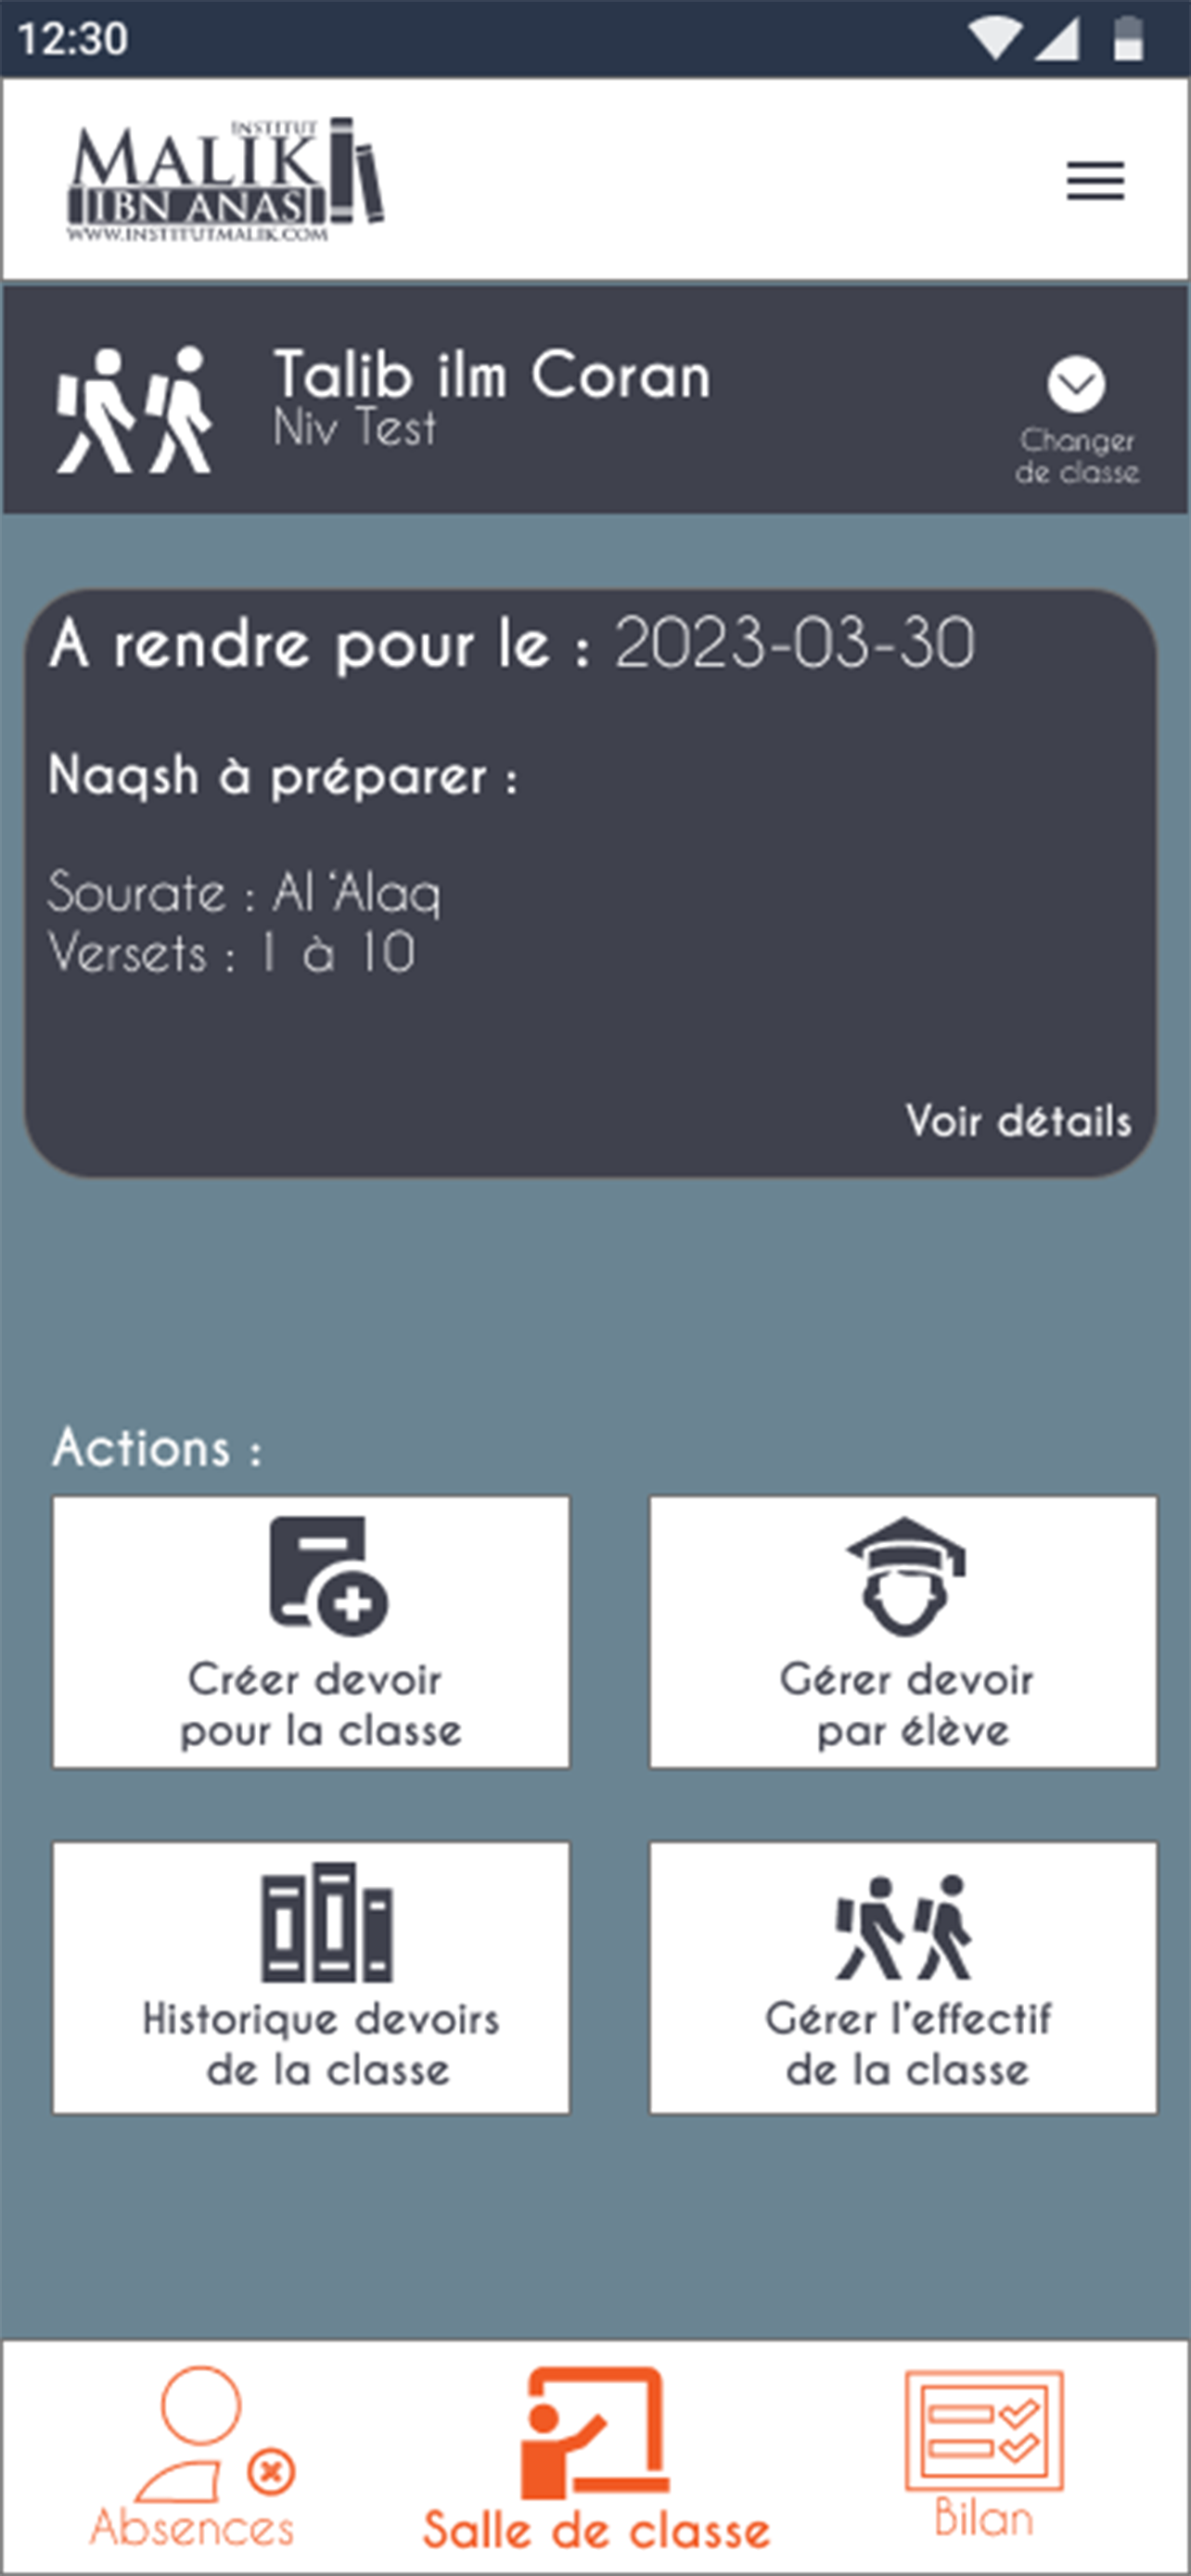 12:30
INSTITUT
MALIK
IBN ANAS
WWW.INSTITUTMALIK.COM
Talib ilm Coran
Niv Test
Changer
de classe
A rendre pour le : 2023-03-30
Naqsh à préparer :
Sourate : Al ‘Alaq
Versets : 1 à 10
Voir détails
Actions :
Créer devoir
pour la classe
Gérer devoir
par élève
Historique devoirs
de la classe
Gérer l'effectif
de la classe
Absences
Salle de classe
Bilan